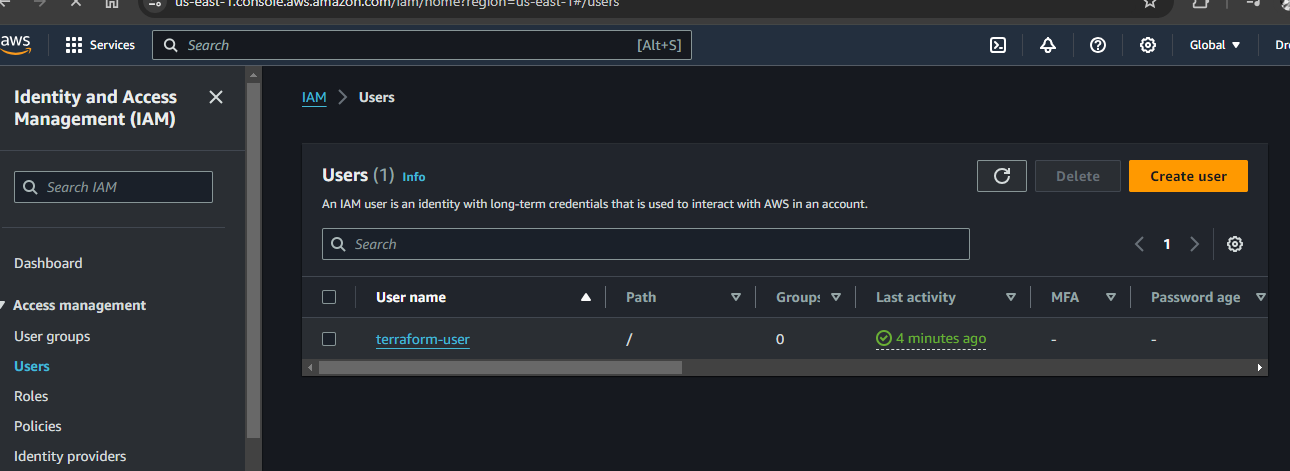 us-east-1.console.aws.amazon.com/iam/home?region=us-east-1#/users
aws
Services
Search
[Alt+S]
Global
Identity and Access
Management (IAM)
Search IAM
Dashboard
Access management
User groups
Users
Roles
Policies
Identity providers
IAM
Users
Users (1) Info
Delete
Create user
An IAM user is an identity with long-term credentials that is used to interact with AWS in an account.
Search
1
User name Path Groups Last activity MFA Password age
terraform-user / 0 4 minutes ago - -